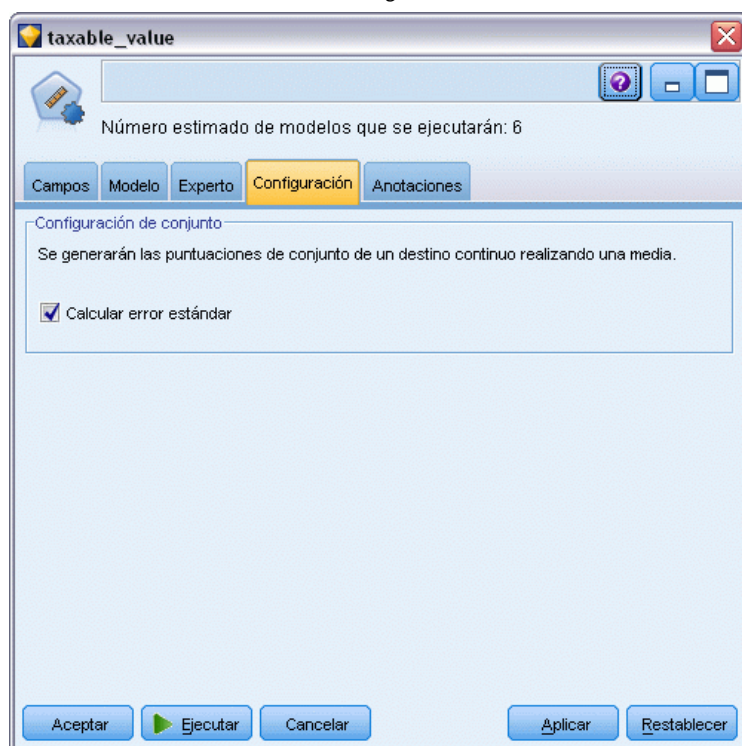 taxable_value
Número estimado de modelos que se ejecutarán: 6
Campos Modelo Experto Configuración Anotaciones
Configuración de conjunto
Se generarán las puntuaciones de conjunto de un destino continuo realizando una media.
Calcular error estándar
Aceptar Ejecutar Cancelar Aplicar Restablecer